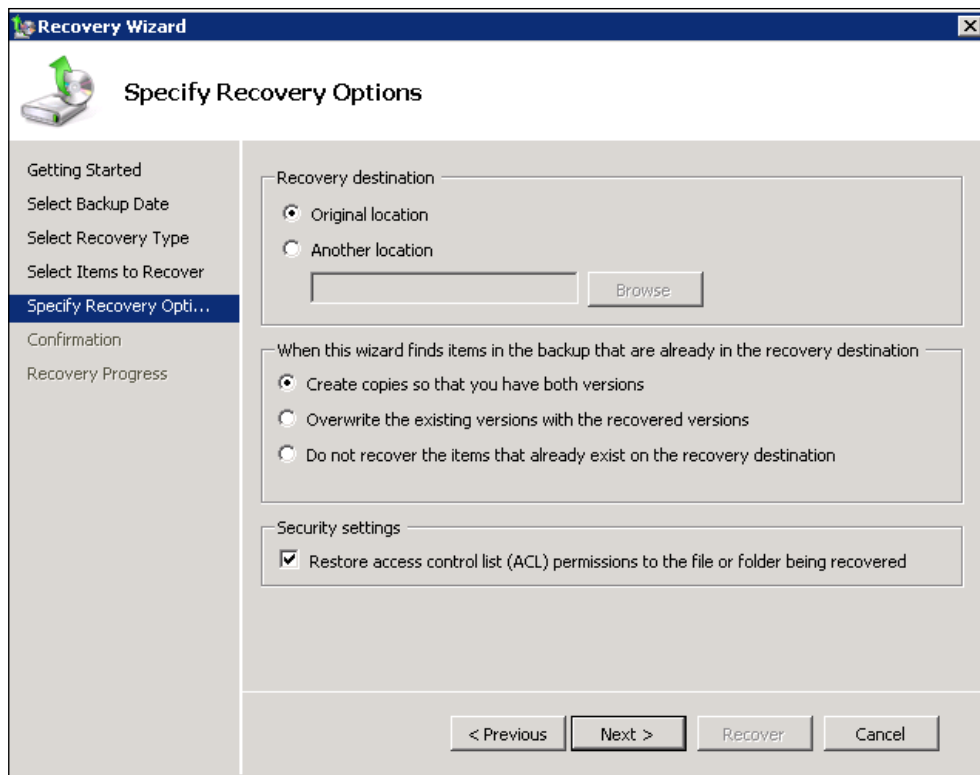 Recovery Wizard
Specify Recovery Options
Getting Started
Select Backup Date
Select Recovery Type
Select Items to Recover
Specify Recovery Opti...
Confirmation
Recovery Progress
Recovery destination
Original location
Another location
Browse
When this wizard finds items in the backup that are already in the recovery destination
Create copies so that you have both versions
Overwrite the existing versions with the recovered versions
Do not recover the items that already exist on the recovery destination
Security settings
Restore access control list (ACL) permissions to the file or folder being recovered
< Previous
Next >
Recover
Cancel